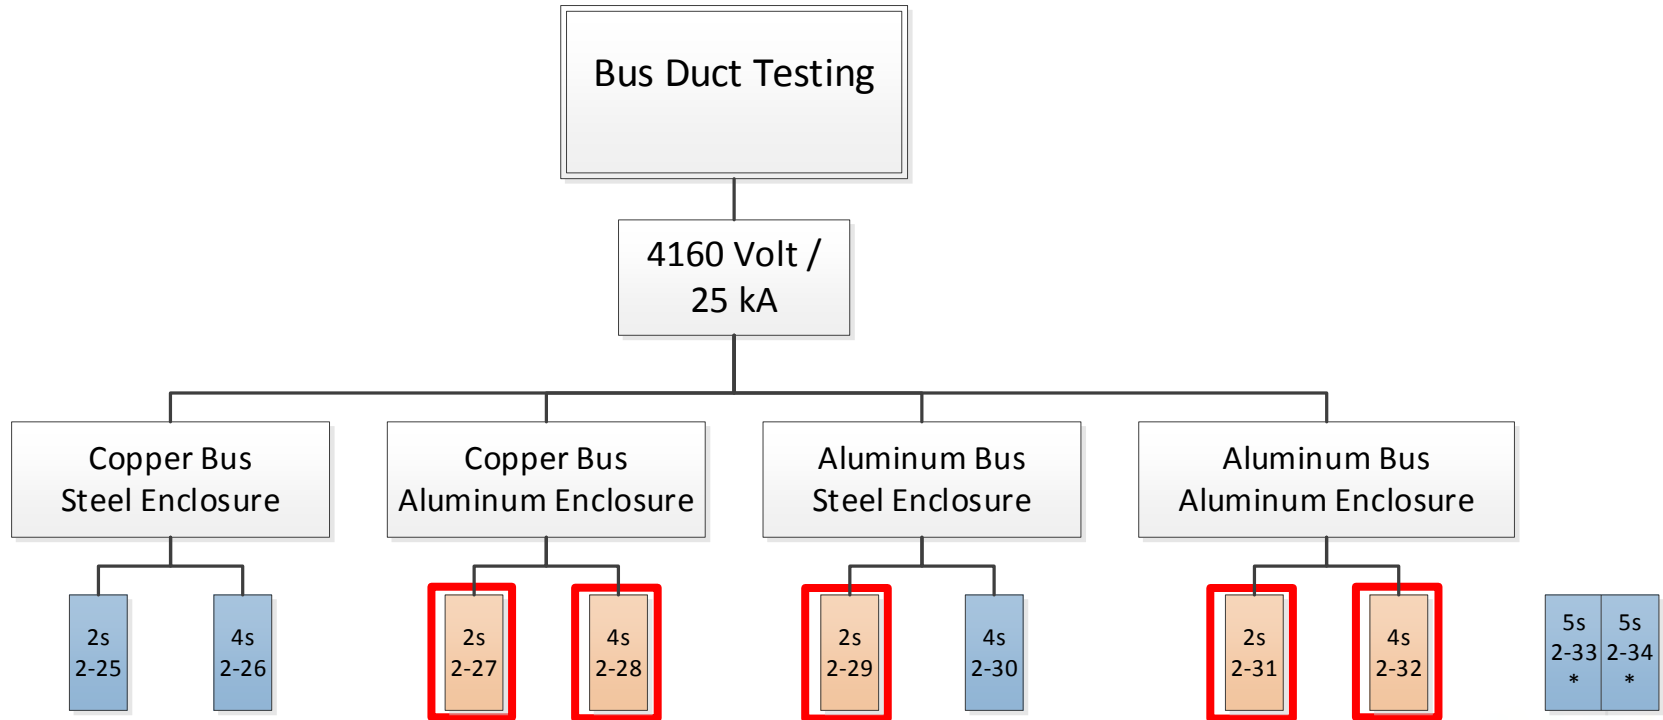 Bus Duct Testing
4160 Volt /
25 kA
Copper Bus
Steel Enclosure
Copper Bus
Aluminum Enclosure
Aluminum Bus
Steel Enclosure
Aluminum Bus
Aluminum Enclosure
2s
2-25
4s
2-26
2s
2-27
4s
2-28
2s
2-29
4s
2-30
2s
2-31
4s
2-32
5s
2-33
*
5s
2-34
*